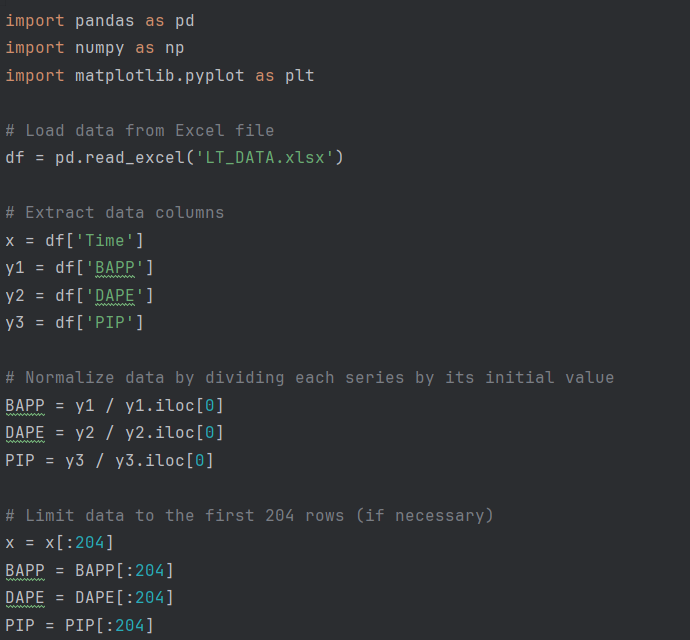 import pandas as pd
import numpy as np
import matplotlib.pyplot as plt
# Load data from Excel file
df = pd.read_excel('LT_DATA.xlsx')
# Extract data columns
x = df['Time']
y1 = df['BAPP']
y2 = df['DAPE']
y3 = df['PIP']
# Normalize data by dividing each series by its initial value
BAPP = y1 / y1.iloc[0]
DAPE = y2 / y2.iloc[0]
PIP = y3 / y3.iloc[0]
# Limit data to the first 204 rows (if necessary)
x = x[:204]
BAPP = BAPP[:204]
DAPE = DAPE[:204]
PIP = PIP[:204]